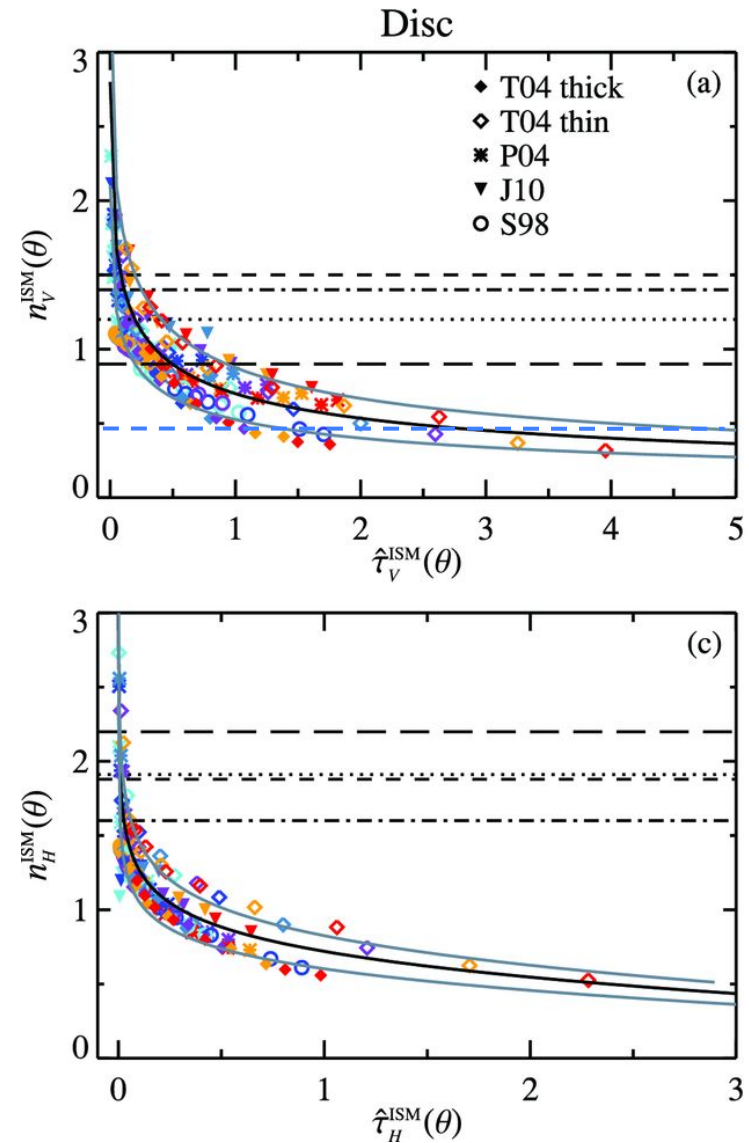 Disc
(a)
T04 thick
T04 thin
P04
J10
S98
3
2
1
0
n_V^ISM(θ)
0 1 2 3 4 5
τ̂_V^ISM(θ)
(c)
3
2
1
0
n_H^ISM(θ)
0 1 2 3
τ̂_H^ISM(θ)